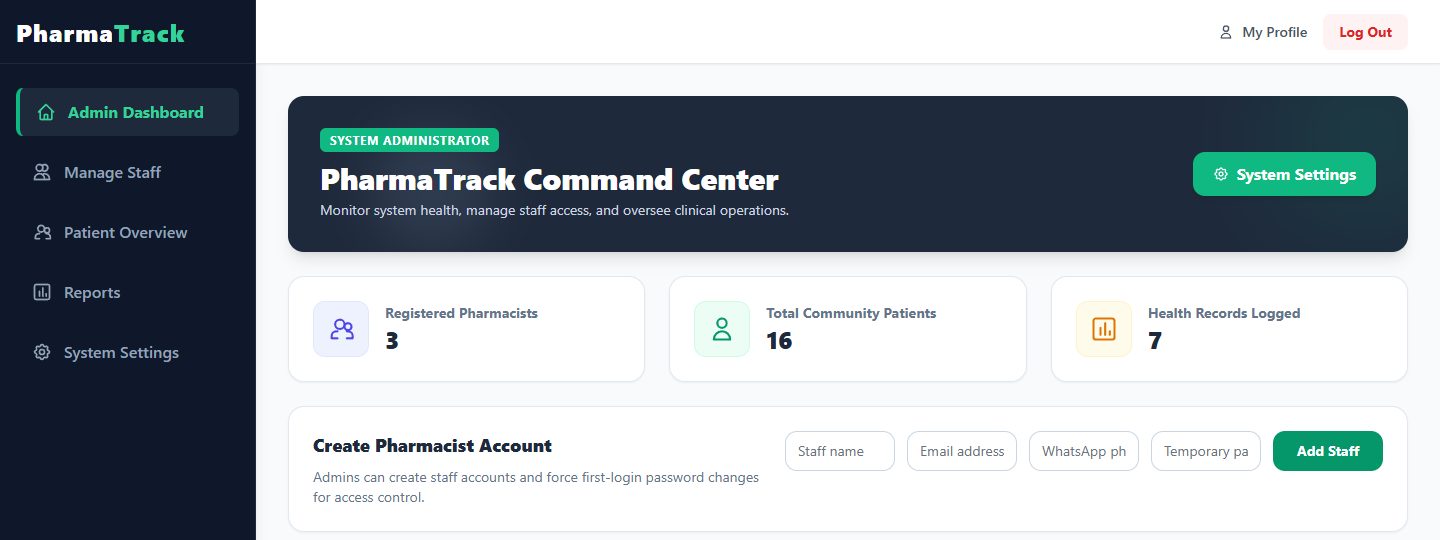 PharmaTrack
My Profile
Log Out
Admin Dashboard
Manage Staff
Patient Overview
Reports
System Settings
SYSTEM ADMINISTRATOR
PharmaTrack Command Center
Monitor system health, manage staff access, and oversee clinical operations.
System Settings
Registered Pharmacists
3
Total Community Patients
16
Health Records Logged
7
Create Pharmacist Account
Admins can create staff accounts and force first-login password changes
for access control.
Staff name
Email address
WhatsApp ph
Temporary pa
Add Staff